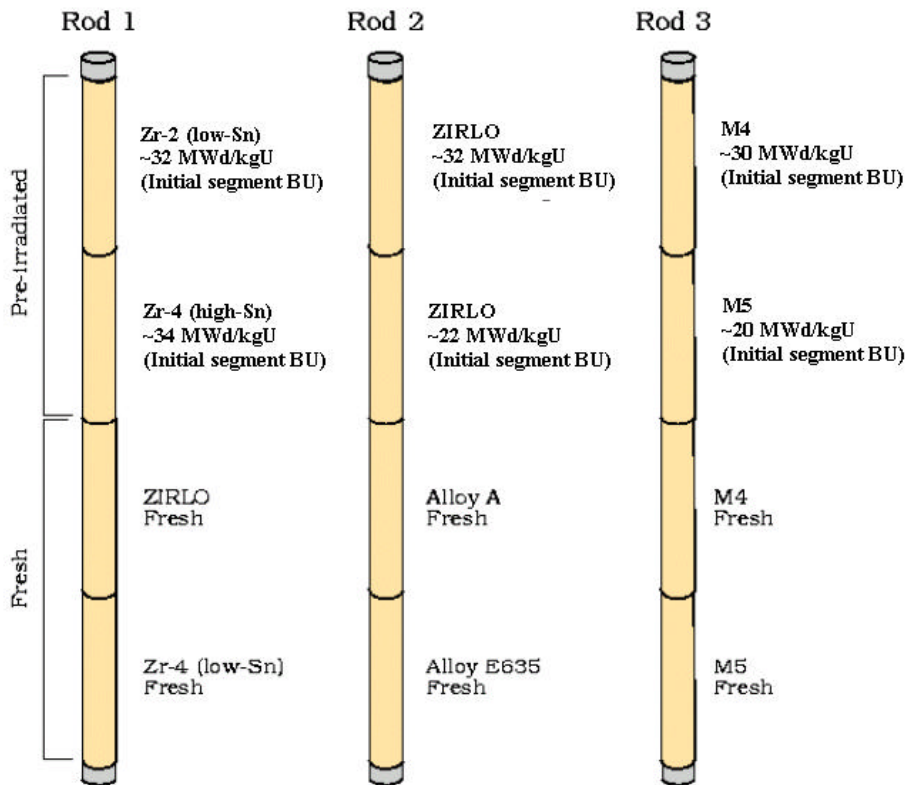 Rod 1
Rod 2
Rod 3
Pre-irradiated
Zr-2 (low-Sn)
~32 MWd/kgU
(Initial segment BU)
ZIRLO
~32 MWd/kgU
(Initial segment BU)
M4
~30 MWd/kgU
(Initial segment BU)
Zr-4 (high-Sn)
~34 MWd/kgU
(Initial segment BU)
ZIRLO
~22 MWd/kgU
(Initial segment BU)
M5
~20 MWd/kgU
(Initial segment BU)
Fresh
ZIRLO
Fresh
Alloy A
Fresh
M4
Fresh
Zr-4 (low-Sn)
Fresh
Alloy E635
Fresh
M5
Fresh